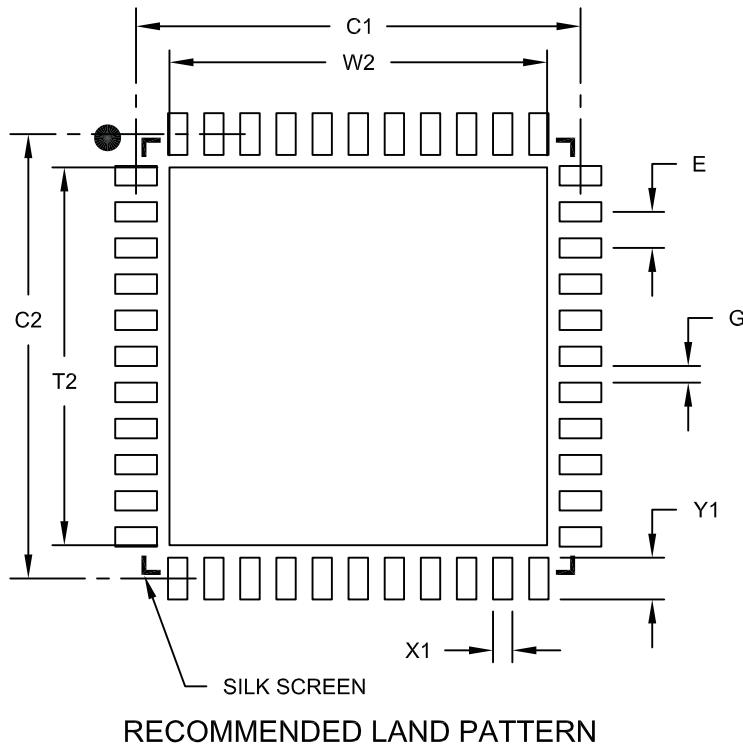 C1
W2
E
C2
G
T2
Y1
X1
SILK SCREEN
RECOMMENDED LAND PATTERN